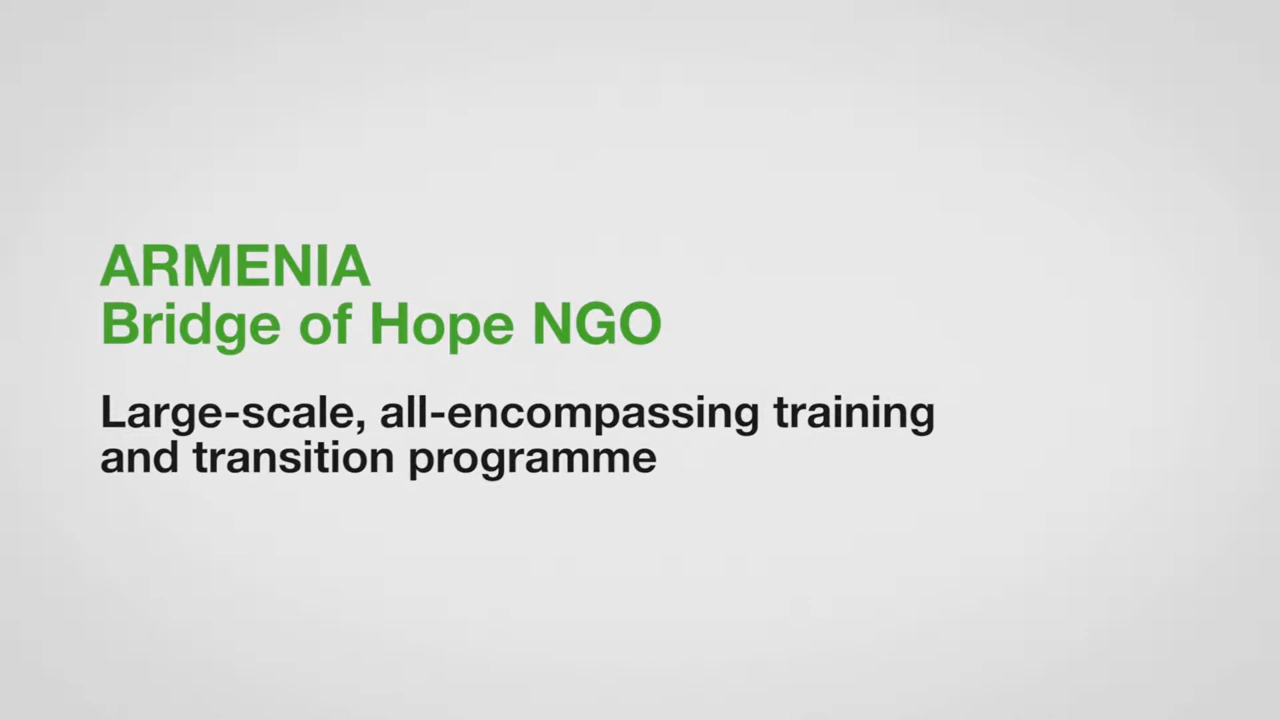 ARMENIA
Bridge of Hope NGO
Large-scale, all-encompassing training
and transition programme